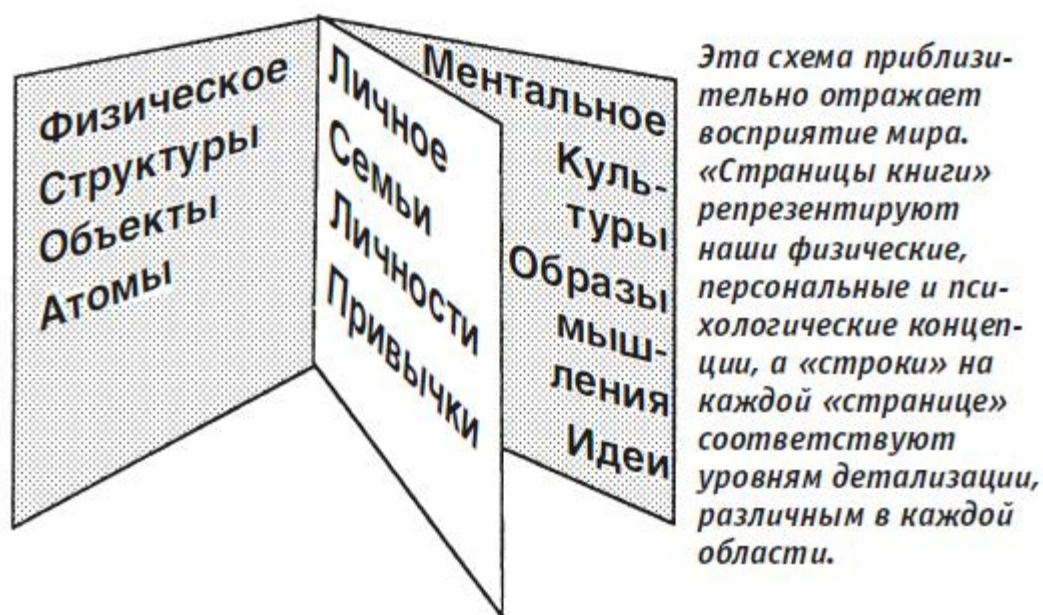 Физическое
Структуры
Объекты
Атомы
Личное
Семьи
Личности
Привычки
Ментальное
Куль-
туры
Образы
мыш-
ления
Идеи
Эта схема приблизи-
тельно отражает
восприятие мира.
«Страницы книги»
репрезентируют
наши физические,
персональные и пси-
хологические концеп-
ции, а «строки» на
каждой «странице»
соответствуют
уровням детализации,
различным в каждой
области.